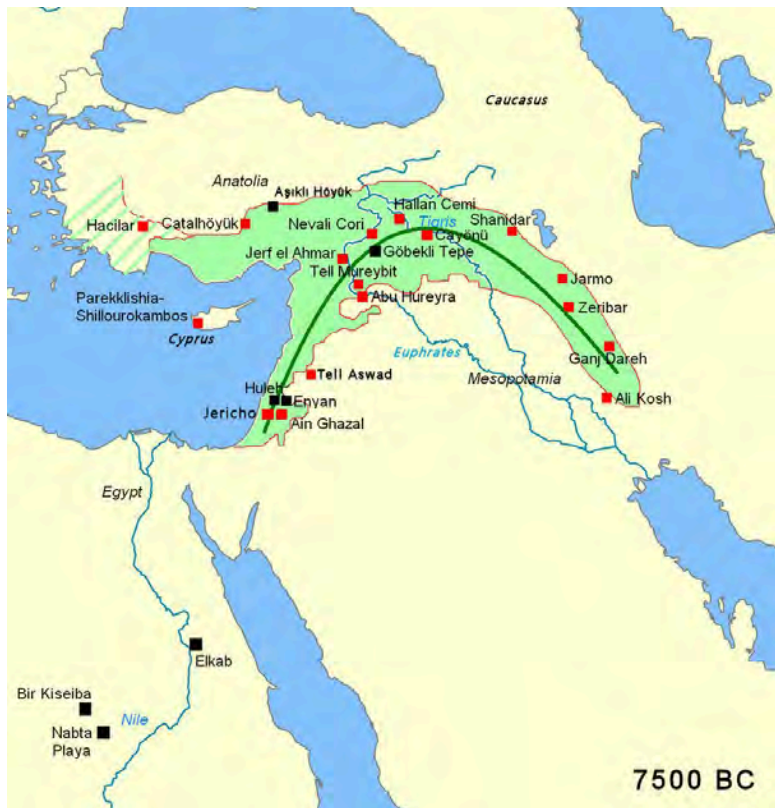 Caucasus
Anatolia
Aşıklı Höyük
Hallan Cemi
Hacilar
Catalhöyük
Nevali Cori
Tigris
Shanidar
Cayönü
Jerf el Ahmar
Göbekli Tepe
Tell Mureybit
Jarmo
Parekklishia-
Shillourokambos
Abu Hureyra
Zeribar
Cyprus
Euphrates
Ganj Dareh
Tell Aswad
Mesopotamia
Huleh
Enyan
Ali Kosh
Jericho
Ain Ghazal
Egypt
Elkab
Bir Kiseiba
Nile
Nabta
Playa
7500 BC